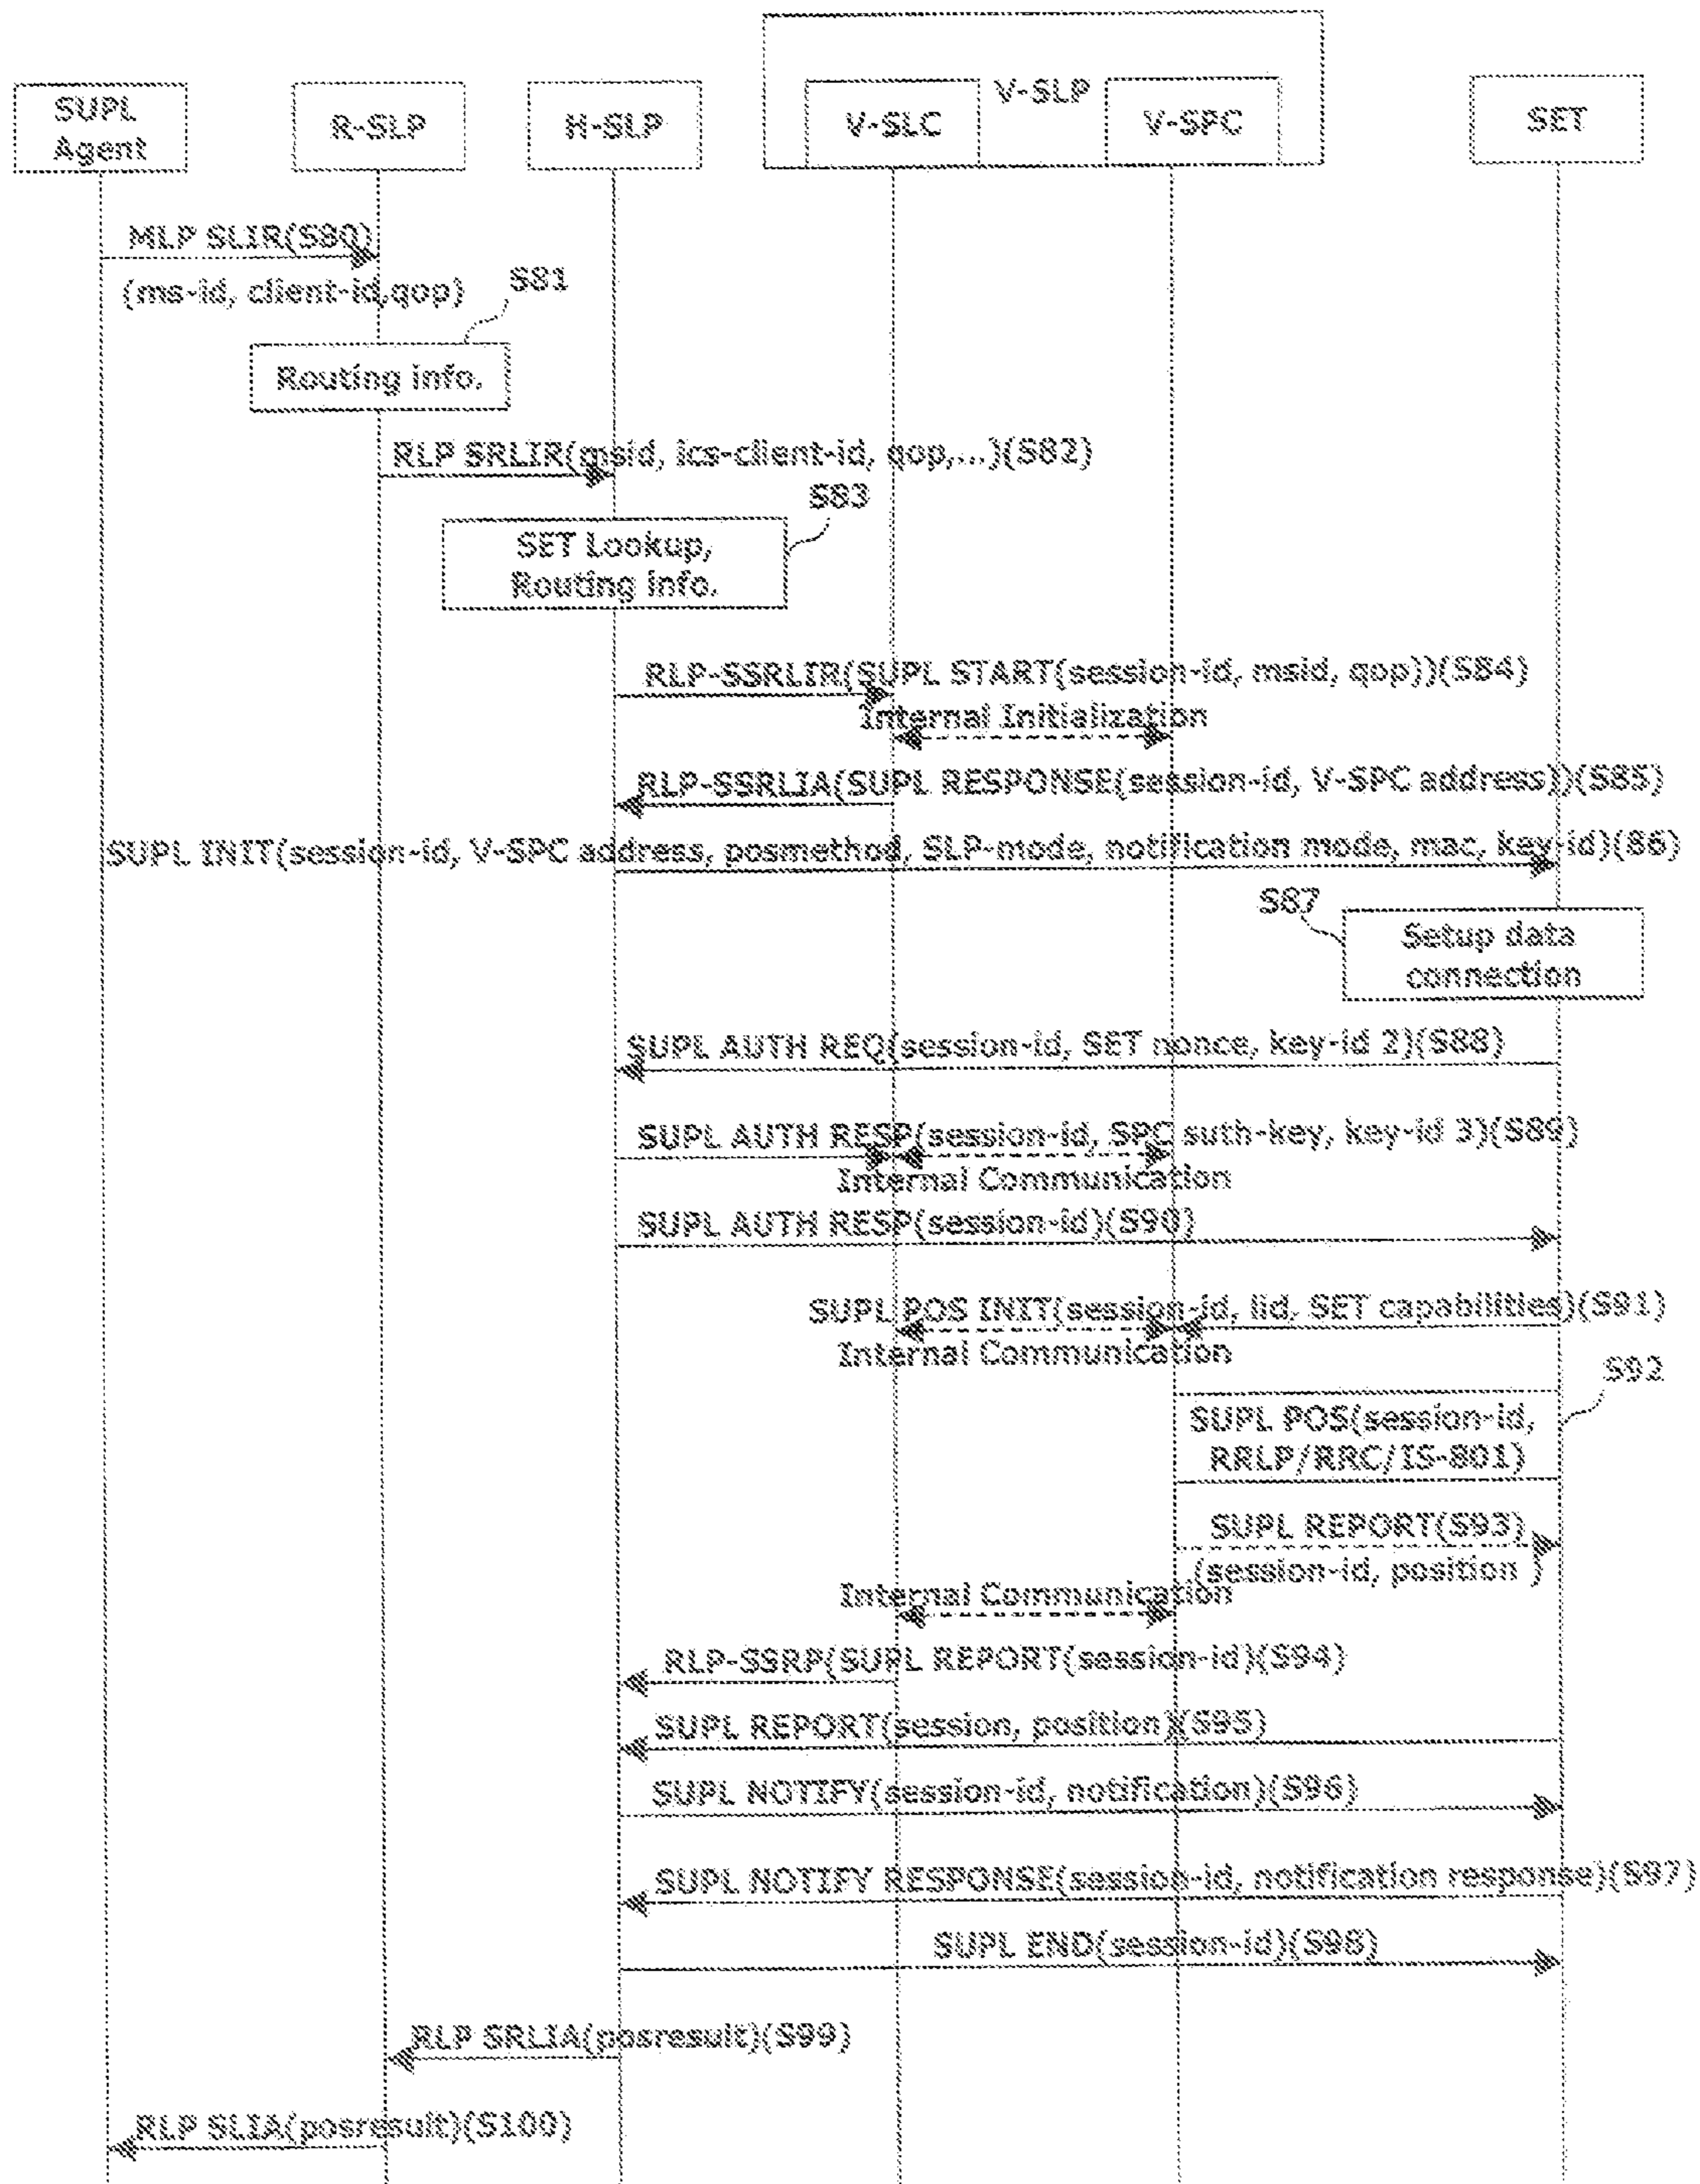 SUPL
Agent
R-SLP
H-SLP
V-SLP
V-SLC
V-SPC
SET
MLP SLIR(S80)
(ms-id, client-id,qop)
S81
Routing info.
RLP SRLIR(msid, ics-client-id, qop,...)(S82)
S83
SET Lookup,
Routing info.
RLP-SSRLIR(SUPL START(session-id, msid, qop))(S84)
Internal Initialization
RLP-SSRLIA(SUPL RESPONSE(session-id, V-SPC address))(S85)
SUPL INIT(session-id, V-SPC address, posmethod, SLP-mode, notification mode, mac, key-id)(86)
S87
Setup data
connection
SUPL AUTH REQ(session-id, SET nonce, key-id 2)(S88)
SUPL AUTH RESP(session-id, SPC suth-key, key-id 3)(S89)
Internal Communication
SUPL AUTH RESP(session-id)(S90)
SUPL POS INIT(session-id, lid, SET capabilities)(S91)
Internal Communication
S92
SUPL POS(session-id,
RRLP/RRC/IS-801)
SUPL REPORT(S93)
(session-id, position )
Internal Communication
RLP-SSRP(SUPL REPORT(session-id)(S94)
SUPL REPORT(session, position)(S95)
SUPL NOTIFY(session-id, notification)(S96)
SUPL NOTIFY RESPONSE(session-id, notification response)(S97)
SUPL END(session-id)(S98)
RLP SRLIA(posresult)(S99)
RLP SLIA(posresult)(S100)